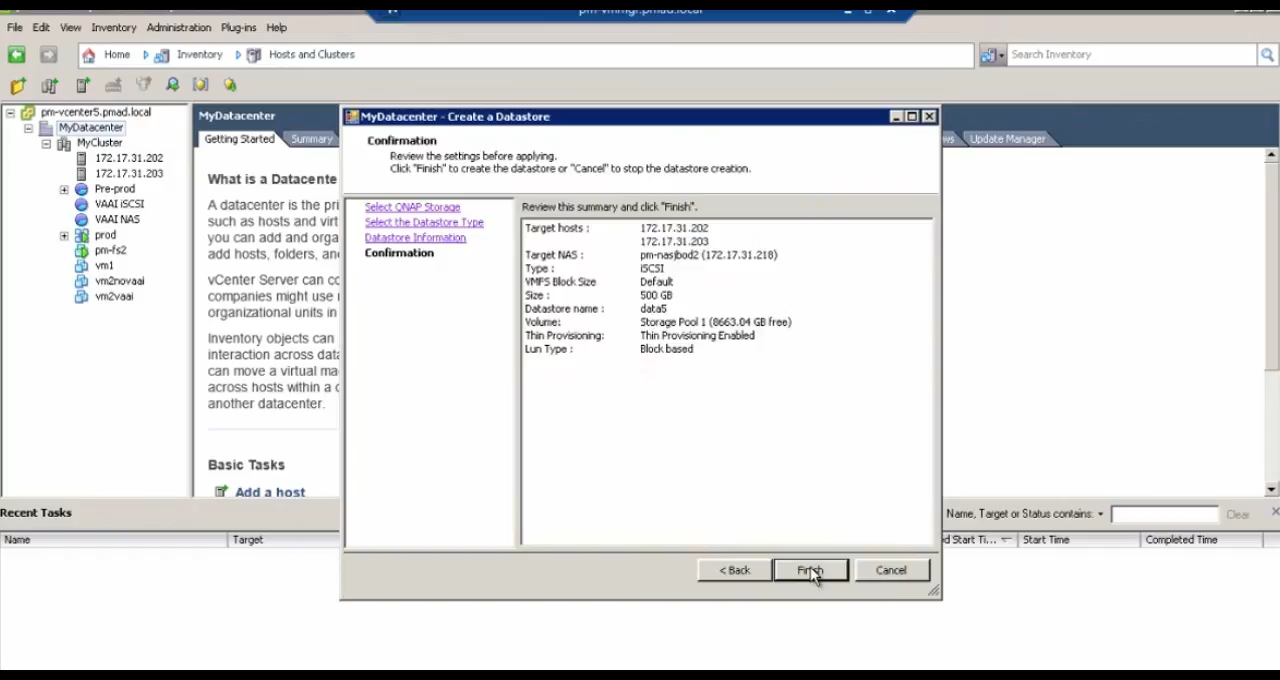 pm-vmmgr.pmad.local
File Edit View Inventory Administration Plug-ins Help
Home Inventory Hosts and Clusters
Search Inventory
pm-vcenter5.pmad.local
MyDatacenter
MyCluster
172.17.31.202
172.17.31.203
Pre-prod
VAAI iSCSI
VAAI NAS
prod
pm-fs2
vm1
vm2novaai
vm2vaai
MyDatacenter
Getting Started Summary
Update Manager
What is a Datacente
A datacenter is the pri
such as hosts and virt
you can add and orga
add hosts, folders, an
vCenter Server can co
companies might use
organizational units in
Inventory objects can
interaction across data
can move a virtual ma
across hosts within a c
another datacenter.
Basic Tasks
Add a host
MyDatacenter - Create a Datastore
Confirmation
Review the settings before applying.
Click "Finish" to create the datastore or "Cancel" to stop the datastore creation.
Select QNAP Storage
Select the Datastore Type
Datastore Information
Confirmation
Review this summary and click "Finish".
Target hosts : 172.17.31.202
172.17.31.203
Target NAS : pm-nasjbod2 (172.17.31.218)
Type : iSCSI
VMFS Block Size Default
Size : 500 GB
Datastore name : data5
Volume: Storage Pool 1 (8663.04 GB free)
Thin Provisioning: Thin Provisioning Enabled
Lun Type : Block based
< Back Finish Cancel
Recent Tasks
Name, Target or Status contains: Clear
Name Target d Start Ti... Start Time Completed Time